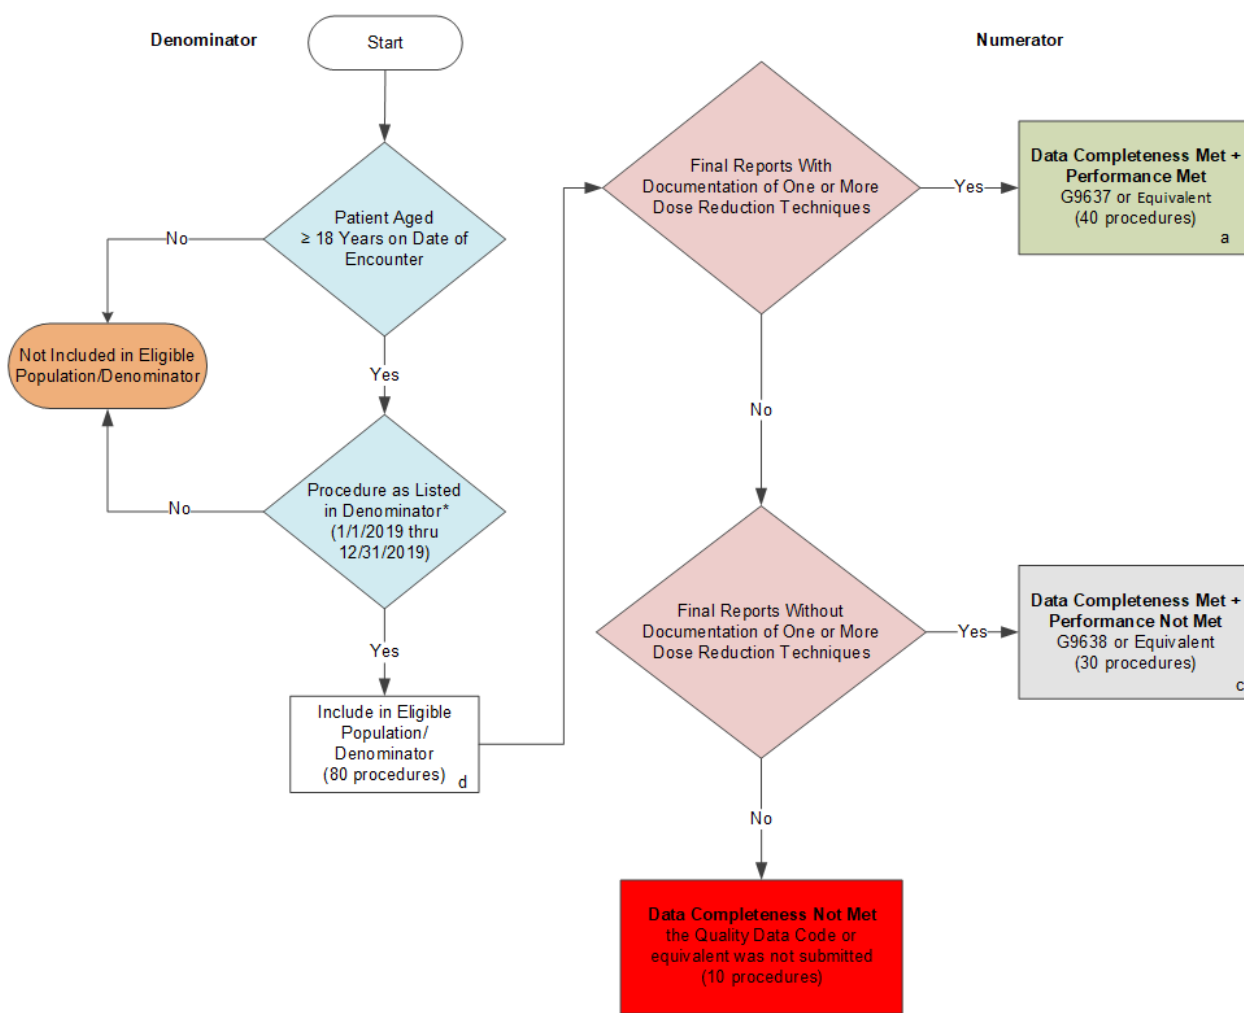 Denominator
Start
Numerator
Patient Aged
≥ 18 Years on Date of
Encounter
No
Not Included in Eligible
Population/Denominator
Yes
Procedure as Listed
in Denominator*
(1/1/2019 thru
12/31/2019)
No
Yes
Include in Eligible
Population/
Denominator
(80 procedures)
d
Final Reports With
Documentation of One or More
Dose Reduction Techniques
Yes
Data Completeness Met +
Performance Met
G9637 or Equivalent
(40 procedures)
a
No
Final Reports Without
Documentation of One or More
Dose Reduction Techniques
Yes
Data Completeness Met +
Performance Not Met
G9638 or Equivalent
(30 procedures)
c
No
Data Completeness Not Met
the Quality Data Code or
equivalent was not submitted
(10 procedures)